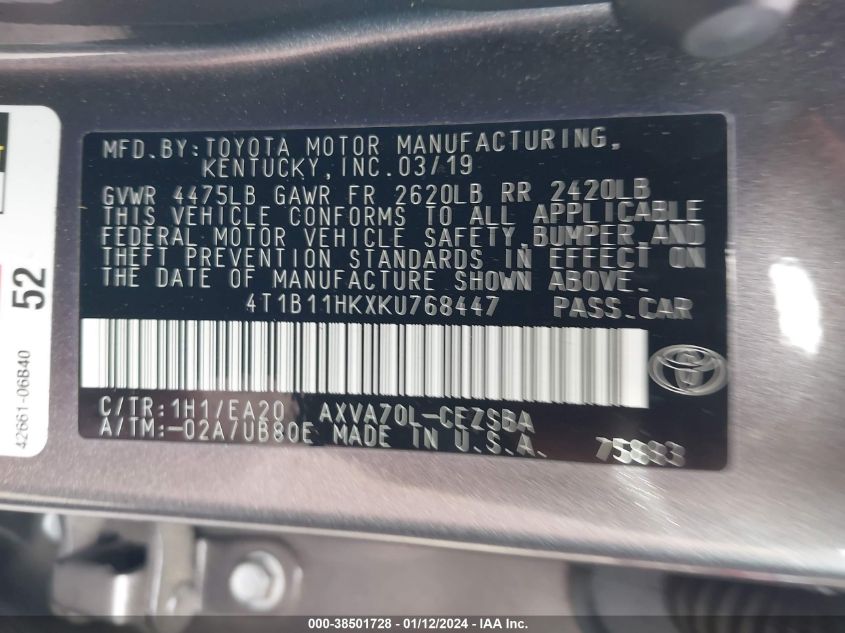 MFD.BY:TOYOTA MOTOR MANUFACTURING,
KENTUCKY,INC.03/19
GVWR 4475LB GAWR FR 2620LB RR 2420LB
THIS VEHICLE CONFORMS TO ALL APPLICABLE
FEDERAL MOTOR VEHICLE SAFETY,BUMPER,AND
THEFT PREVENTION STANDARDS IN EFFECT ON
THE DATE OF MANUFACTURE SHOWN ABOVE.
4T1B11HKXKU768447 PASS.CAR
C/TR:1H1/EA20 AXVA70L-CEZSBA
A/TM:-02A7UB80E MADE IN U.S.A.
75883
52
42661-06B40
000-38501728 - 01/12/2024 - IAA Inc.